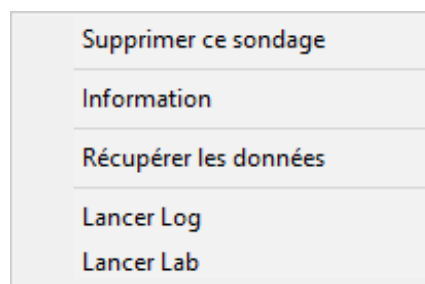 Supprimer ce sondage
Information
Récupérer les données
Lancer Log
Lancer Lab